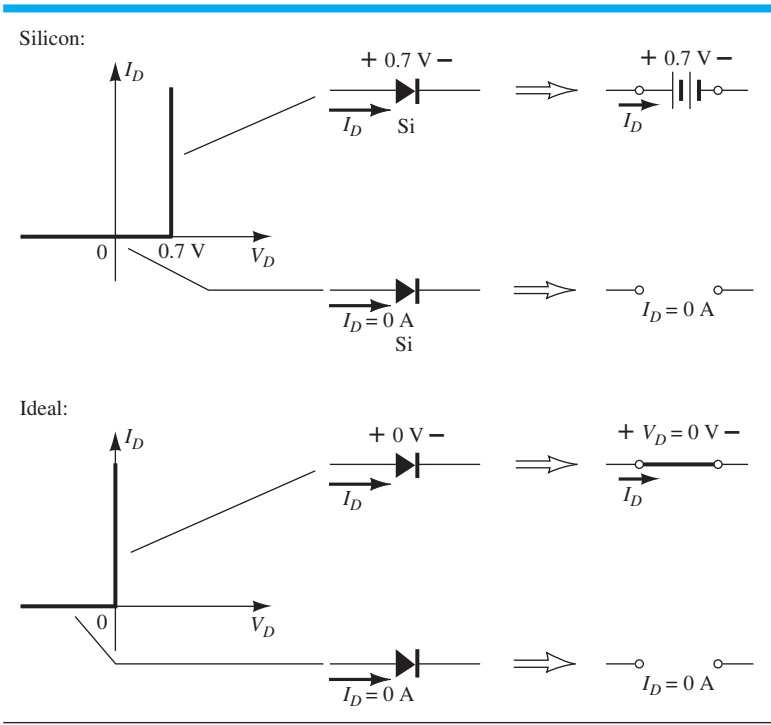 Silicon:
I_D
0
0.7 V
V_D
+ 0.7 V −
I_D
Si
+ 0.7 V −
I_D
I_D = 0 A
Si
I_D = 0 A
Ideal:
I_D
0
V_D
+ 0 V −
I_D
+ V_D = 0 V −
I_D
I_D = 0 A
I_D = 0 A